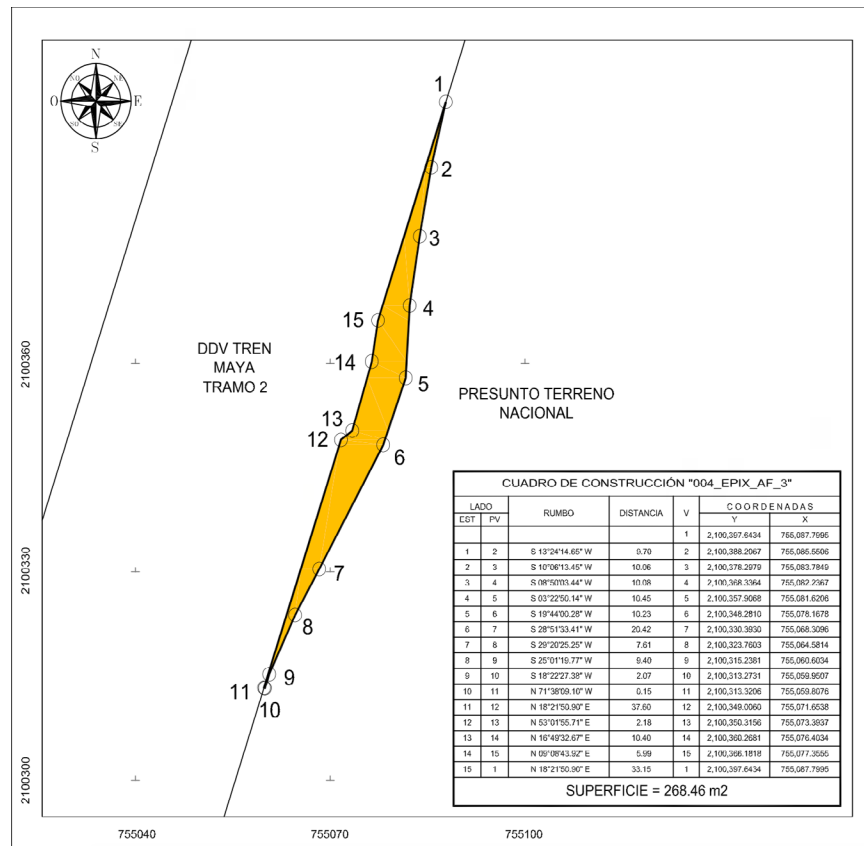 N
NO NE
O E
SO SE
S
1
2
3
4
15
14
5
13
12
6
7
8
9
11
10
DDV TREN
MAYA
TRAMO 2
PRESUNTO TERRENO
NACIONAL
2100360
2100330
2100300
755040 755070 755100
CUADRO DE CONSTRUCCIÓN "004_EPIX_AF_3"
LADO RUMBO DISTANCIA V COORDENADAS
EST PV Y X
1 2,100,397.6434 755,087.7995
1 2 S 13°24'14.65" W 9.70 2 2,100,388.2067 755,085.5506
2 3 S 10°06'13.45" W 10.06 3 2,100,378.2979 755,083.7849
3 4 S 08°50'03.44" W 10.08 4 2,100,368.3364 755,082.2367
4 5 S 03°22'50.14" W 10.45 5 2,100,357.9068 755,081.6206
5 6 S 19°44'00.28" W 10.23 6 2,100,348.2810 755,078.1678
6 7 S 28°51'33.41" W 20.42 7 2,100,330.3930 755,068.3096
7 8 S 29°20'25.25" W 7.61 8 2,100,323.7603 755,064.5814
8 9 S 25°01'19.77" W 9.40 9 2,100,315.2381 755,060.6034
9 10 S 18°22'27.38" W 2.07 10 2,100,313.2731 755,059.9507
10 11 N 71°38'09.10" W 0.15 11 2,100,313.3206 755,059.8076
11 12 N 18°21'50.90" E 37.60 12 2,100,349.0060 755,071.6538
12 13 N 53°01'55.71" E 2.18 13 2,100,350.3156 755,073.3937
13 14 N 16°49'32.67" E 10.40 14 2,100,360.2681 755,076.4034
14 15 N 09°08'43.92" E 5.99 15 2,100,366.1818 755,077.3555
15 1 N 18°21'50.90" E 33.15 1 2,100,397.6434 755,087.7995
SUPERFICIE = 268.46 m2